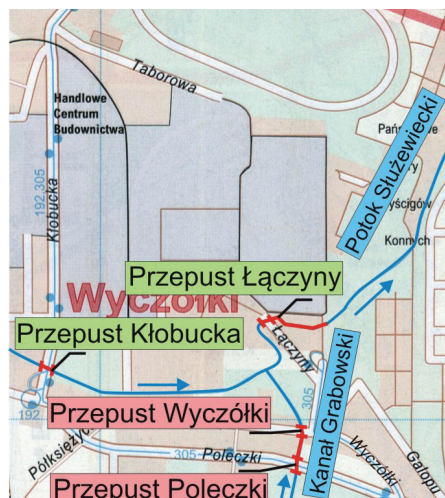 Taborowa
Handlowe
Centrum
Budownictwa
192 305
Kłobucka
Potok Służewiecki
Konnych
Przepust Łączyny
Wyczółki
Przepust Kłobucka
Łączyny
305
Kanał Grabowski
Przepust Wyczółki
192
305
Poleczki
Wyczółki
Przepust Poleczki